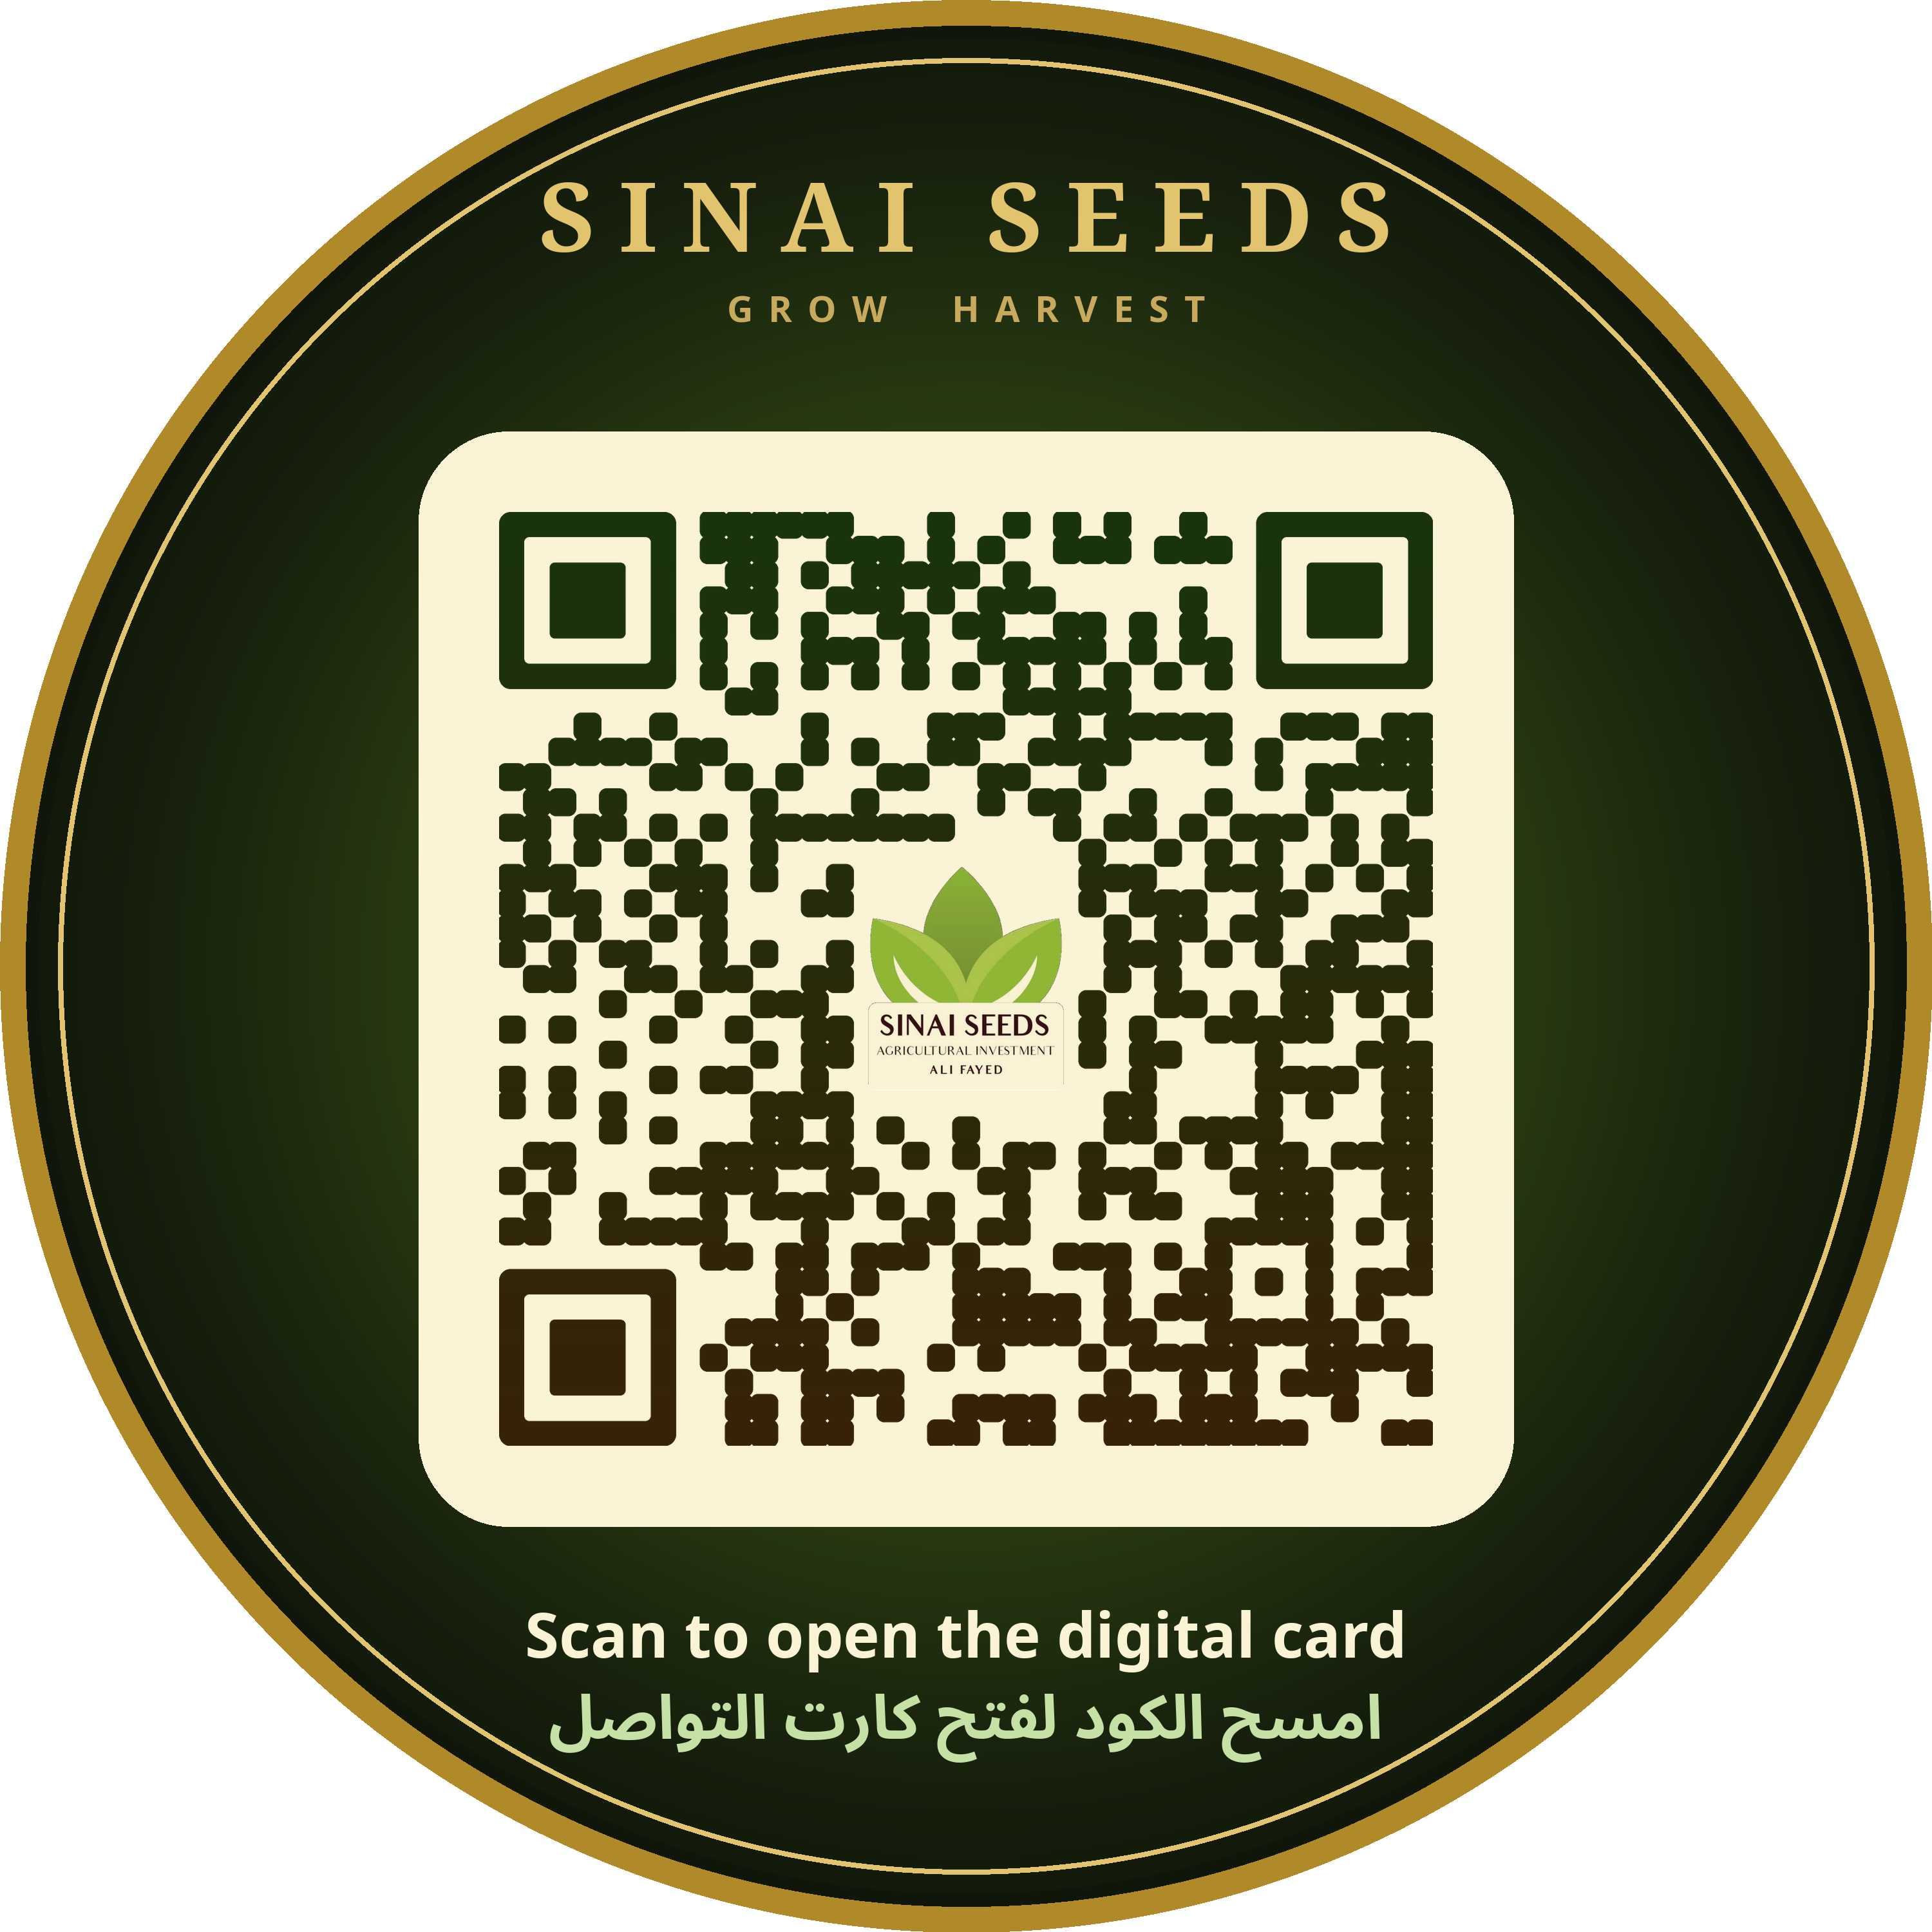 SINAI SEEDS
GROW HARVEST
SINAI SEEDS
AGRICULTURAL INVESTMENT
ALI FAYED
Scan to open the digital card
امسح الكود لفتح كارت التواصل